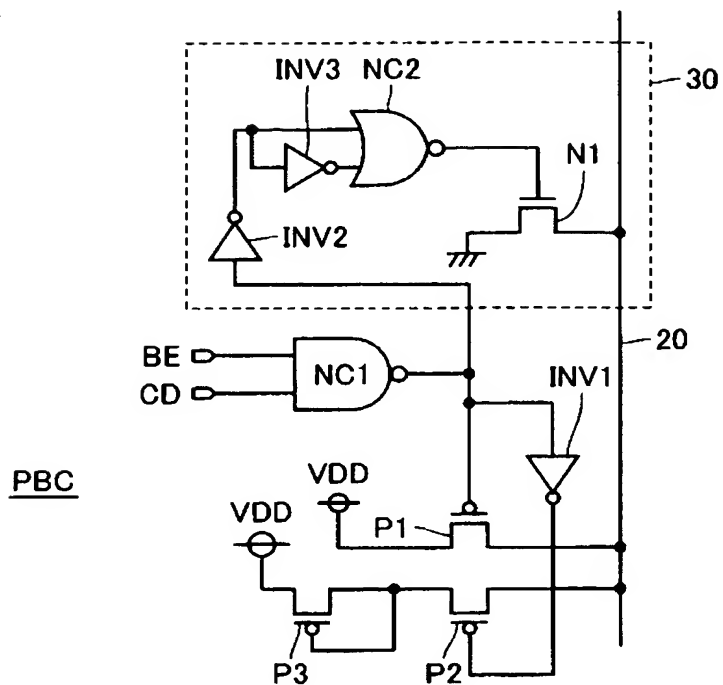 INV3
NC2
30
N1
INV2
20
BE
NC1
CD
INV1
PBC
VDD
VDD
P1
P3
P2